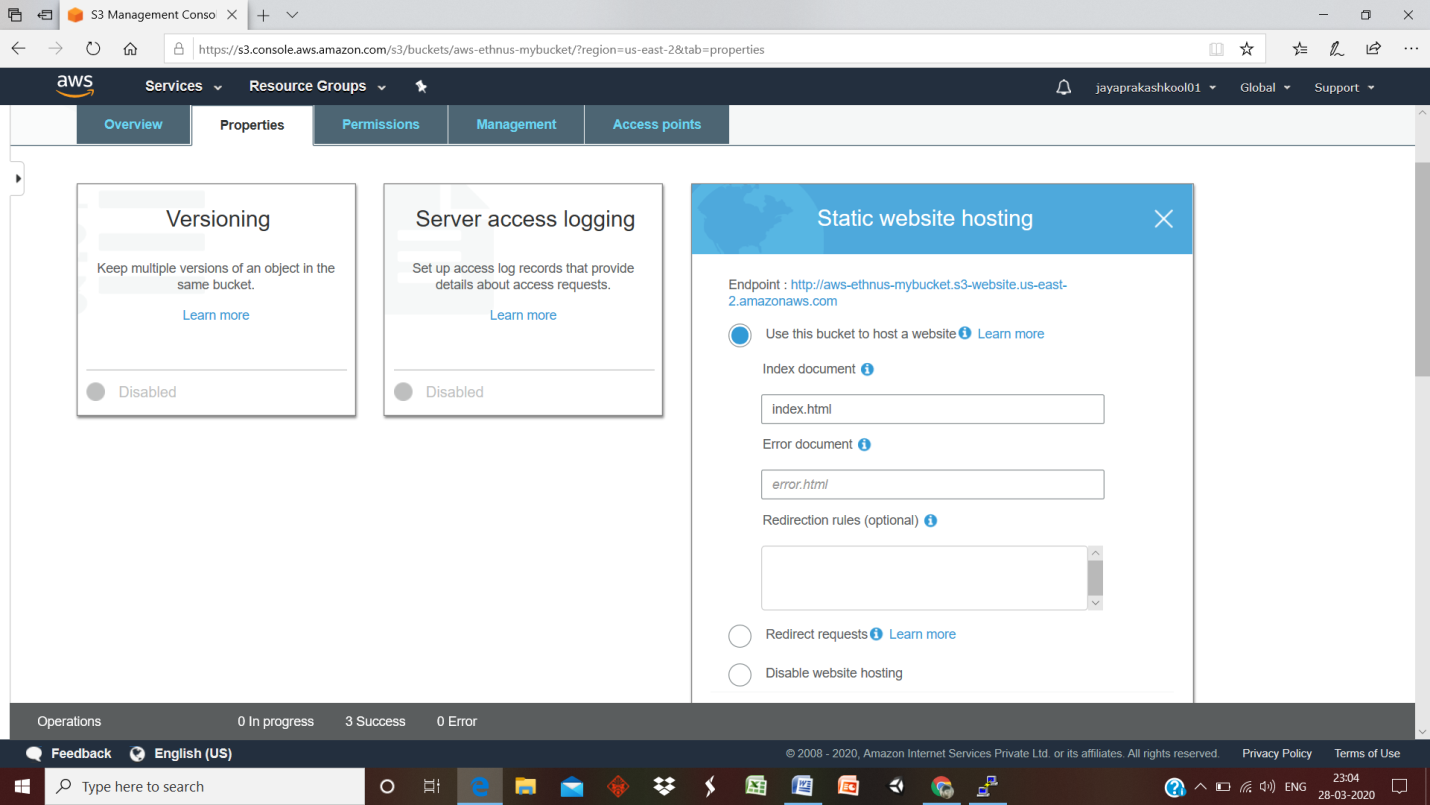 S3 Management Conso
https://s3.console.aws.amazon.com/s3/buckets/aws-ethnus-mybucket/?region=us-east-2&tab=properties
aws Services Resource Groups jayaprakashkool01 Global Support
Overview Properties Permissions Management Access points
Versioning
Keep multiple versions of an object in the
same bucket.
Learn more
Disabled
Server access logging
Set up access log records that provide
details about access requests.
Learn more
Disabled
Static website hosting
Endpoint : http://aws-ethnus-mybucket.s3-website.us-east-
2.amazonaws.com
Use this bucket to host a website Learn more
Index document
index.html
Error document
error.html
Redirection rules (optional)
Redirect requests Learn more
Disable website hosting
Operations 0 In progress 3 Success 0 Error
Feedback English (US) © 2008 - 2020, Amazon Internet Services Private Ltd. or its affiliates. All rights reserved. Privacy Policy Terms of Use
Type here to search ENG 23:04
28-03-2020